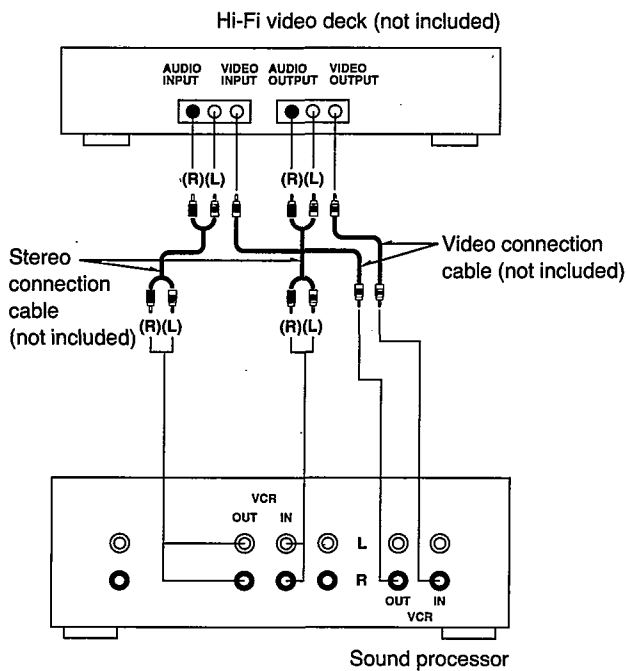 Hi-Fi video deck (not included)
AUDIO INPUT
VIDEO INPUT
AUDIO OUTPUT
VIDEO OUTPUT
(R)(L)
(R)(L)
Stereo
connection
cable
(not included)
Video connection
cable (not included)
(R)(L)
(R)(L)
VCR
OUT IN
L
R
OUT IN
VCR
Sound processor